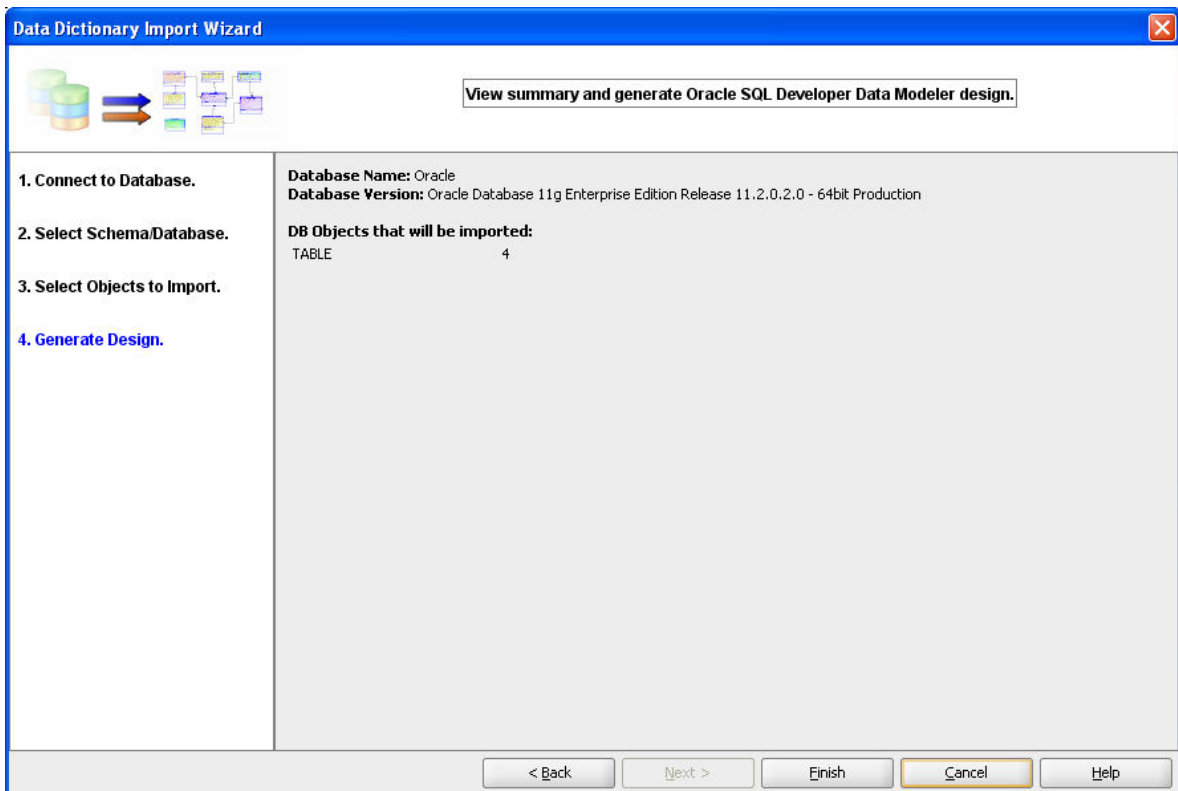 Data Dictionary Import Wizard
View summary and generate Oracle SQL Developer Data Modeler design.
1. Connect to Database.
2. Select Schema/Database.
3. Select Objects to Import.
4. Generate Design.
Database Name: Oracle
Database Version: Oracle Database 11g Enterprise Edition Release 11.2.0.2.0 - 64bit Production
DB Objects that will be imported:
TABLE 4
< Back
Next >
Finish
Cancel
Help